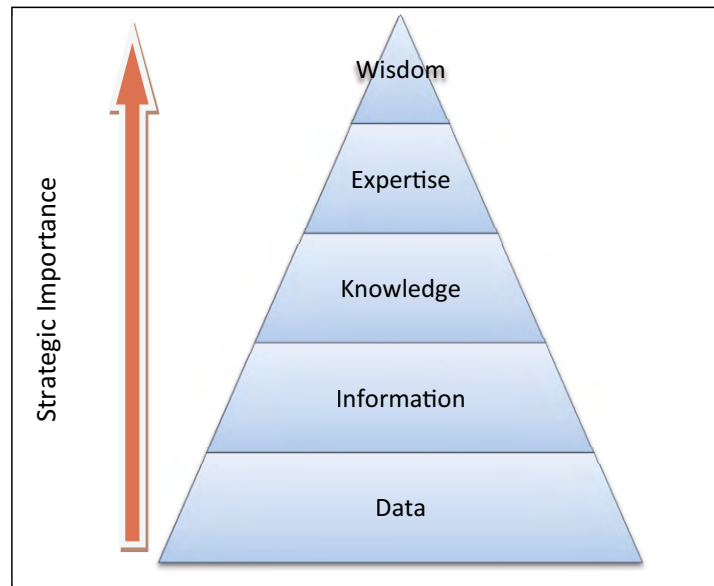 Wisdom
Expertise
Knowledge
Information
Data
Strategic Importance